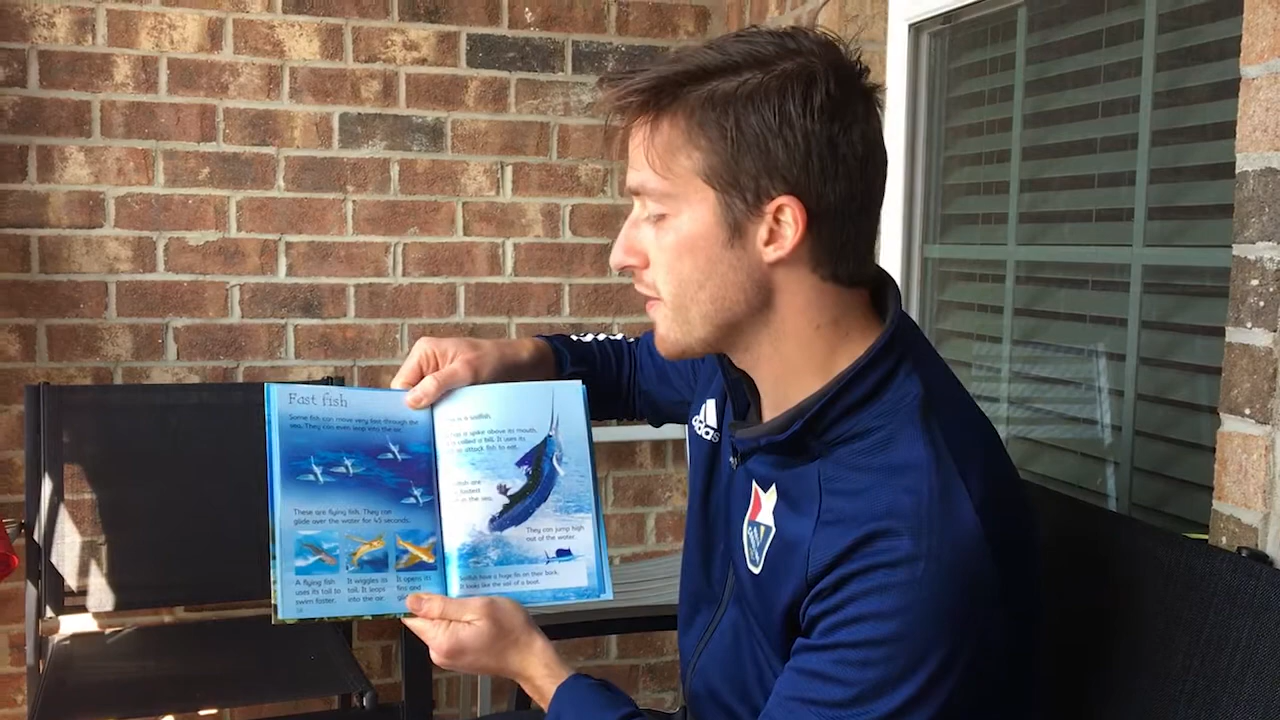 Fast fish
Some fish can move very fast through the
sea. They can even leap into the air.
These are flying fish. They can
glide over the water for 45 seconds.
A flying fish
uses its tail to
swim faster.
It wiggles its
tail. It leaps
into the air.
It opens its
fins and
is a sailfish.
a spike above its mouth.
called a bill. It uses its
attack fish to eat.
fish are
fastest
in the sea.
They can jump high
out of the water.
Sailfish have a huge fin on their back.
It looks like the sail of a boat.
adidas
W